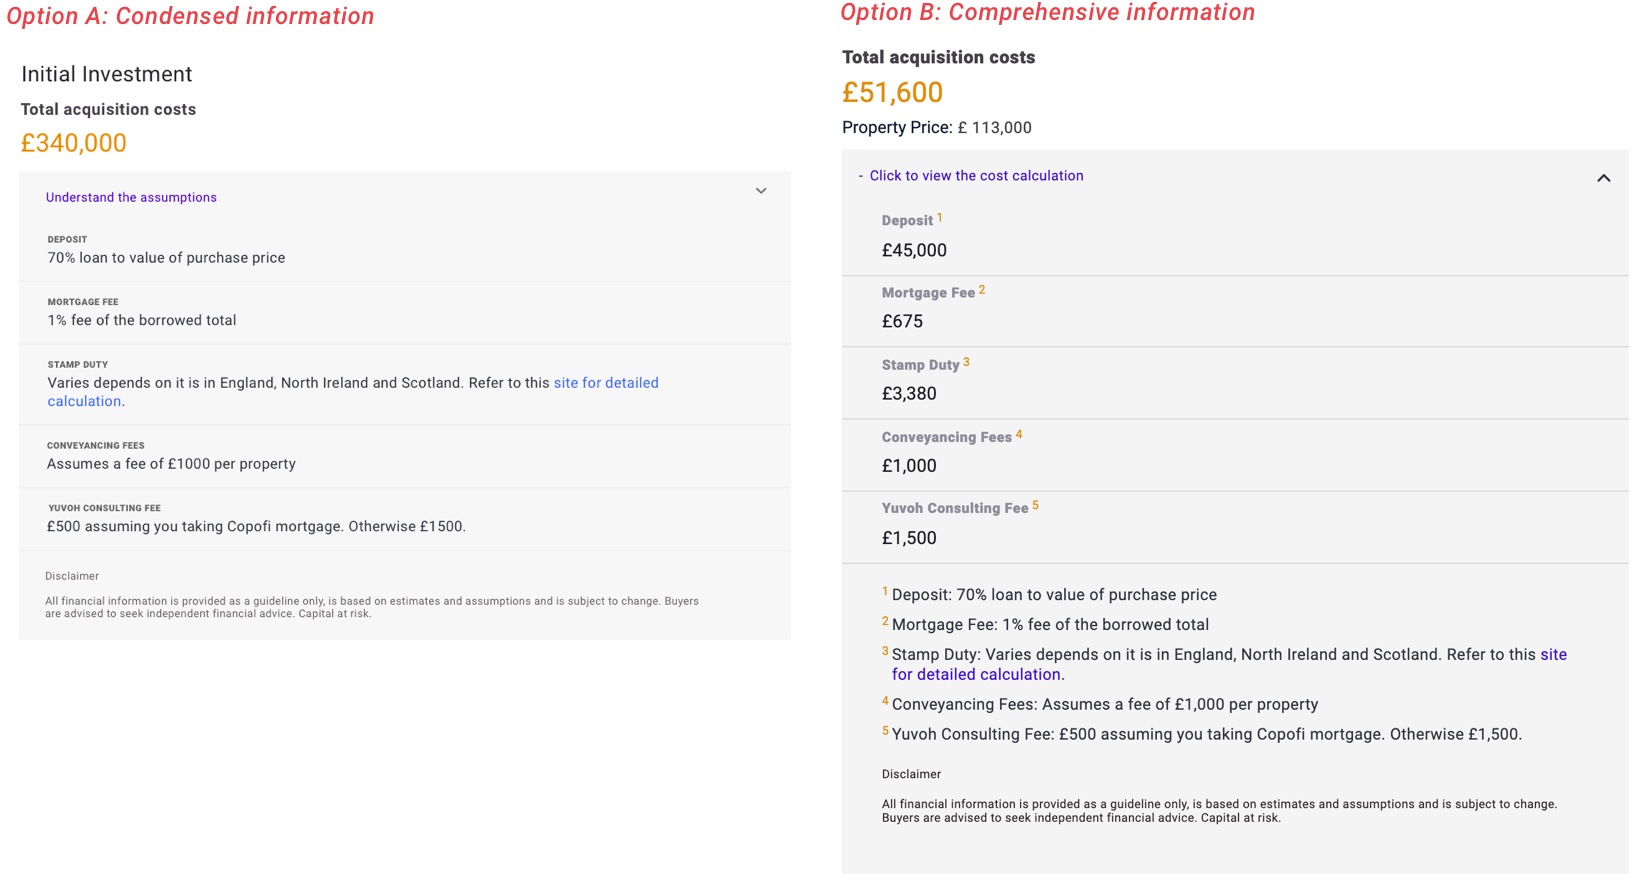 Option A: Condensed information
Initial Investment
Total acquisition costs
£340,000
Understand the assumptions
DEPOSIT
70% loan to value of purchase price
MORTGAGE FEE
1% fee of the borrowed total
STAMP DUTY
Varies depends on it is in England, North Ireland and Scotland. Refer to this site for detailed
calculation.
CONVEYANCING FEES
Assumes a fee of £1000 per property
YUVOH CONSULTING FEE
£500 assuming you taking Copofi mortgage. Otherwise £1500.
Disclaimer
All financial information is provided as a guideline only, is based on estimates and assumptions and is subject to change. Buyers
are advised to seek independent financial advice. Capital at risk.
Option B: Comprehensive information
Total acquisition costs
£51,600
Property Price: £ 113,000
- Click to view the cost calculation
Deposit 1
£45,000
Mortgage Fee 2
£675
Stamp Duty 3
£3,380
Conveyancing Fees 4
£1,000
Yuvoh Consulting Fee 5
£1,500
1 Deposit: 70% loan to value of purchase price
2 Mortgage Fee: 1% fee of the borrowed total
3 Stamp Duty: Varies depends on it is in England, North Ireland and Scotland. Refer to this site
for detailed calculation.
4 Conveyancing Fees: Assumes a fee of £1,000 per property
5 Yuvoh Consulting Fee: £500 assuming you taking Copofi mortgage. Otherwise £1,500.
Disclaimer
All financial information is provided as a guideline only, is based on estimates and assumptions and is subject to change.
Buyers are advised to seek independent financial advice. Capital at risk.